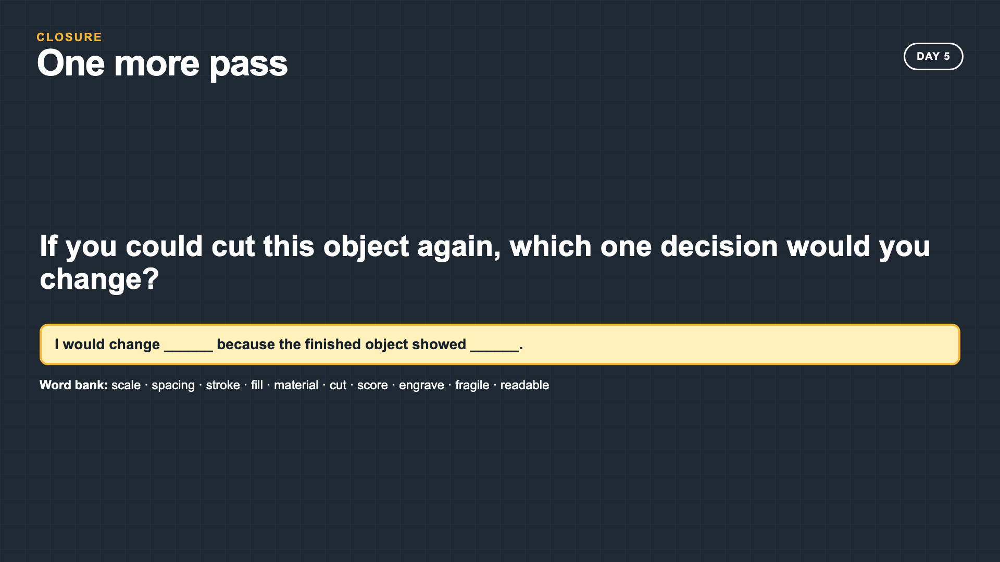 CLOSURE
One more pass
DAY 5
If you could cut this object again, which one decision would you
change?
I would change ______ because the finished object showed ______.
Word bank: scale · spacing · stroke · fill · material · cut · score · engrave · fragile · readable